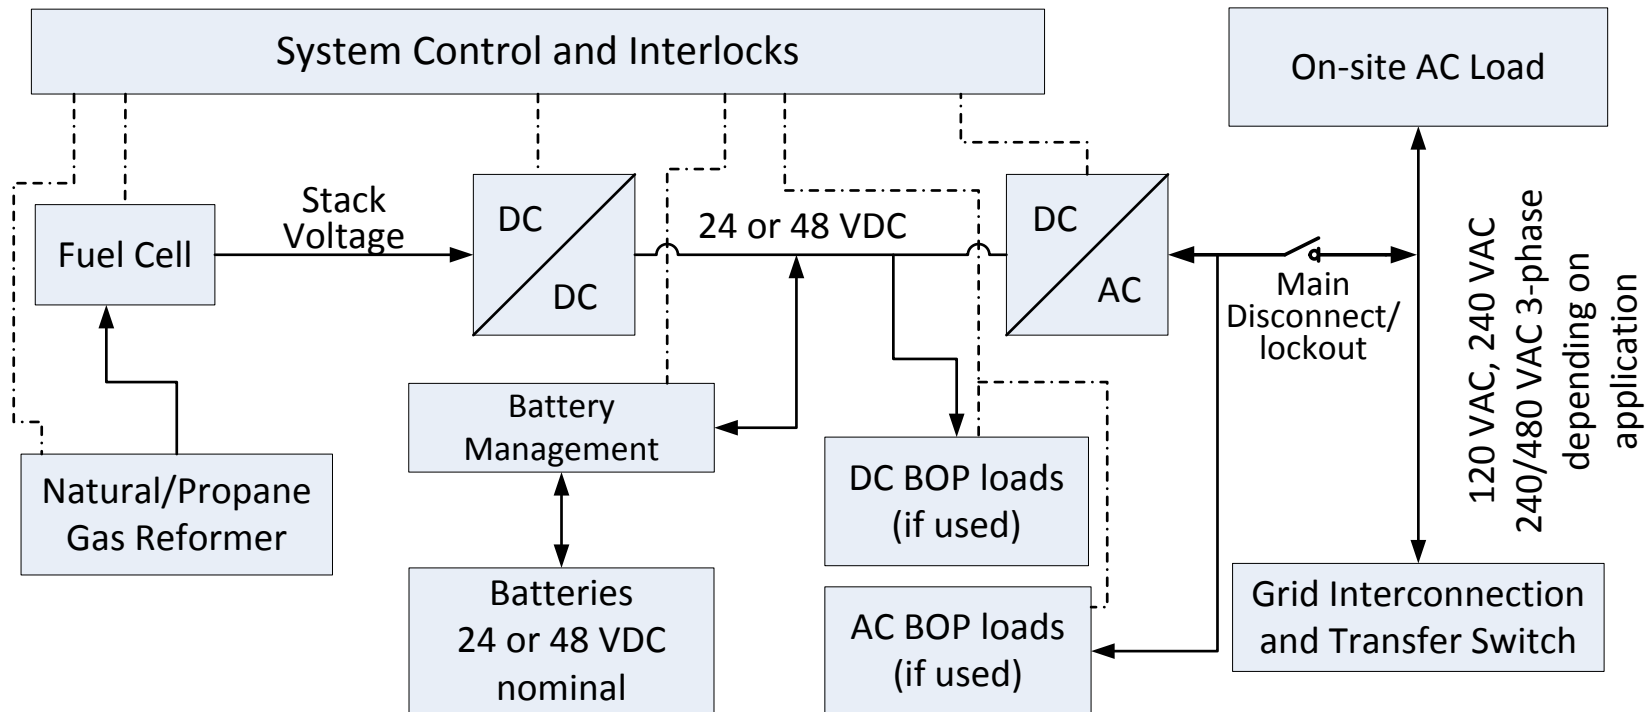 System Control and Interlocks
On-site AC Load
Fuel Cell
Stack
Voltage
DC
DC
24 or 48 VDC
DC
AC
Main
Disconnect/
lockout
120 VAC, 240 VAC
240/480 VAC 3-phase
depending on
application
Natural/Propane
Gas Reformer
Battery
Management
Batteries
24 or 48 VDC
nominal
DC BOP loads
(if used)
AC BOP loads
(if used)
Grid Interconnection
and Transfer Switch